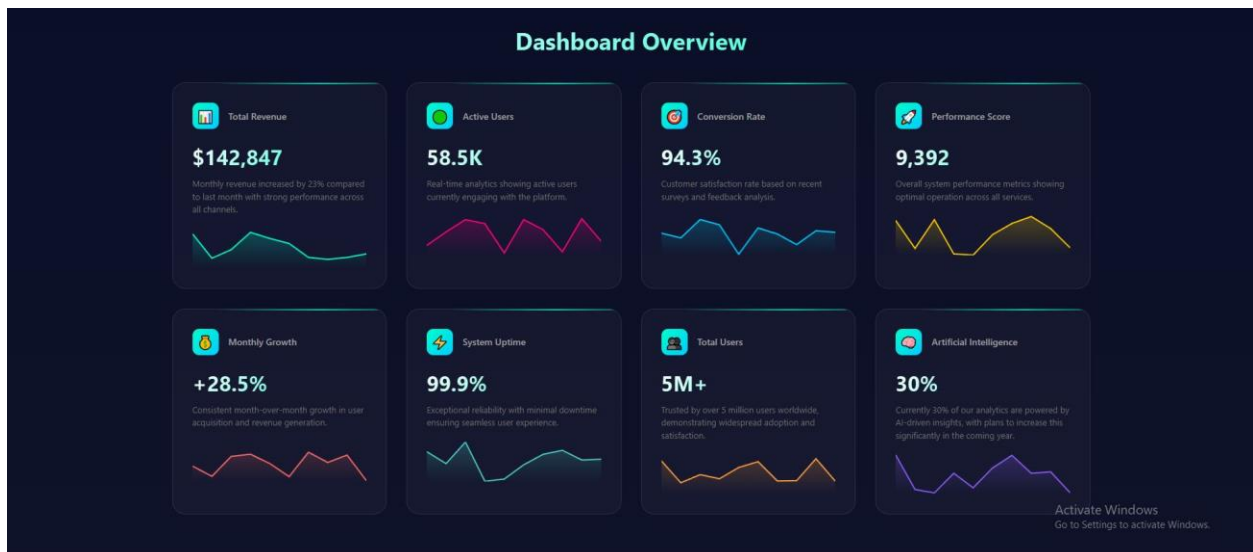 Dashboard Overview
Total Revenue
$142,847
Monthly revenue increased by 23% compared
to last month with strong performance across
all channels.
Active Users
58.5K
Real-time analytics showing active users
currently engaging with the platform.
Conversion Rate
94.3%
Customer satisfaction rate based on recent
surveys and feedback analysis.
Performance Score
9,392
Overall system performance metrics showing
optimal operation across all services.
Monthly Growth
+28.5%
Consistent month-over-month growth in user
acquisition and revenue generation.
System Uptime
99.9%
Exceptional reliability with minimal downtime
ensuring seamless user experience.
Total Users
5M+
Trusted by over 5 million users worldwide,
demonstrating widespread adoption and
satisfaction.
Artificial Intelligence
30%
Currently 30% of our analytics are powered by
AI-driven insights, with plans to increase this
significantly in the coming year.
Activate Windows
Go to Settings to activate Windows.